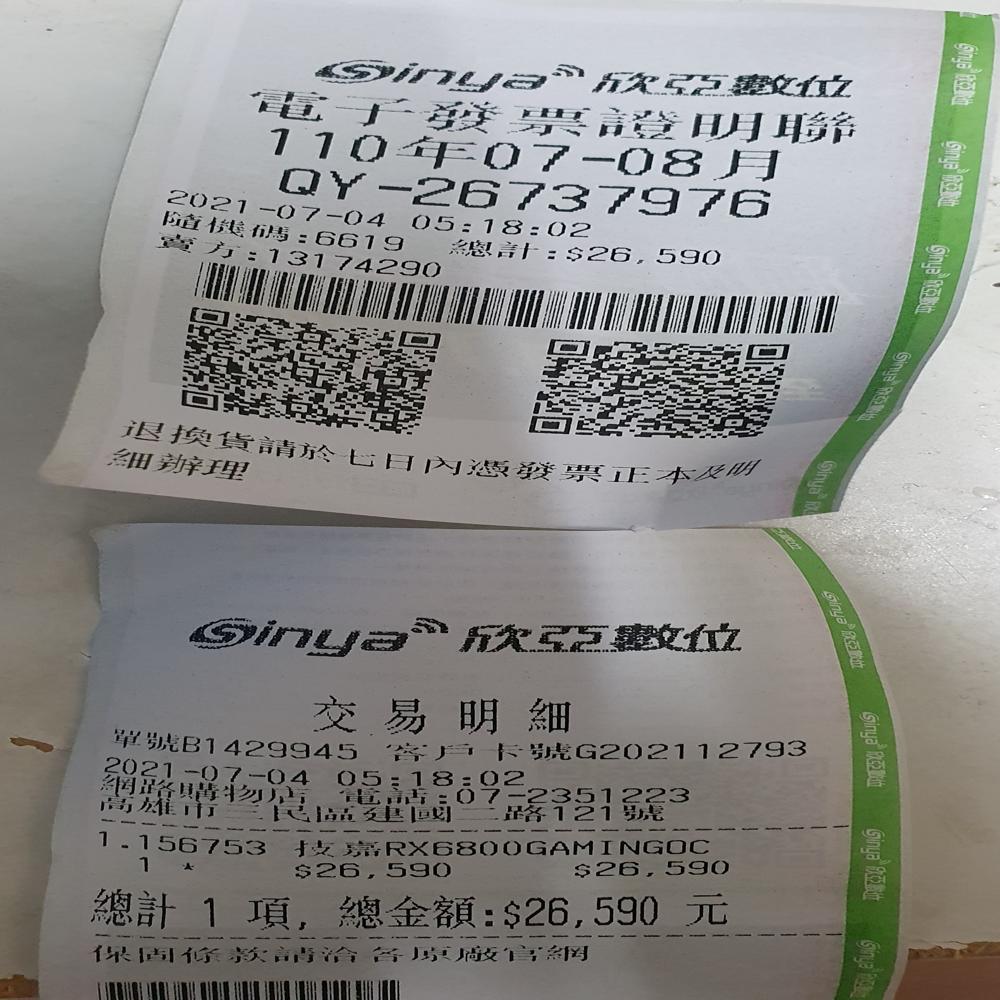 Sinya 欣亞數位
電子發票證明聯
110年07-08月
QY-26737976
2021-07-04 05:18:02
隨機碼:6619 總計:$26,590
賣方:13174290
退換貨請於七日內憑發票正本及明
細辦理
Sinya 欣亞數位
交易明細
單號B1429945 客戶卡號G202112793
2021-07-04 05:18:02
網路購物店 電話:07-2351223
高雄市三民區建國二路121號
1.156753 技嘉RX6800GAMINGOC
1 * $26,590 $26,590
總計 1 項, 總金額:$26,590 元
保固條款請洽各原廠官網